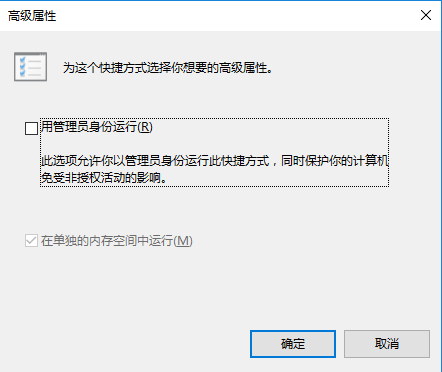 高级属性
为这个快捷方式选择你想要的高级属性。
用管理员身份运行(R)
此选项允许你以管理员身份运行此快捷方式，同时保护你的计算机
免受非授权活动的影响。
在单独的内存空间中运行(M)
确定
取消